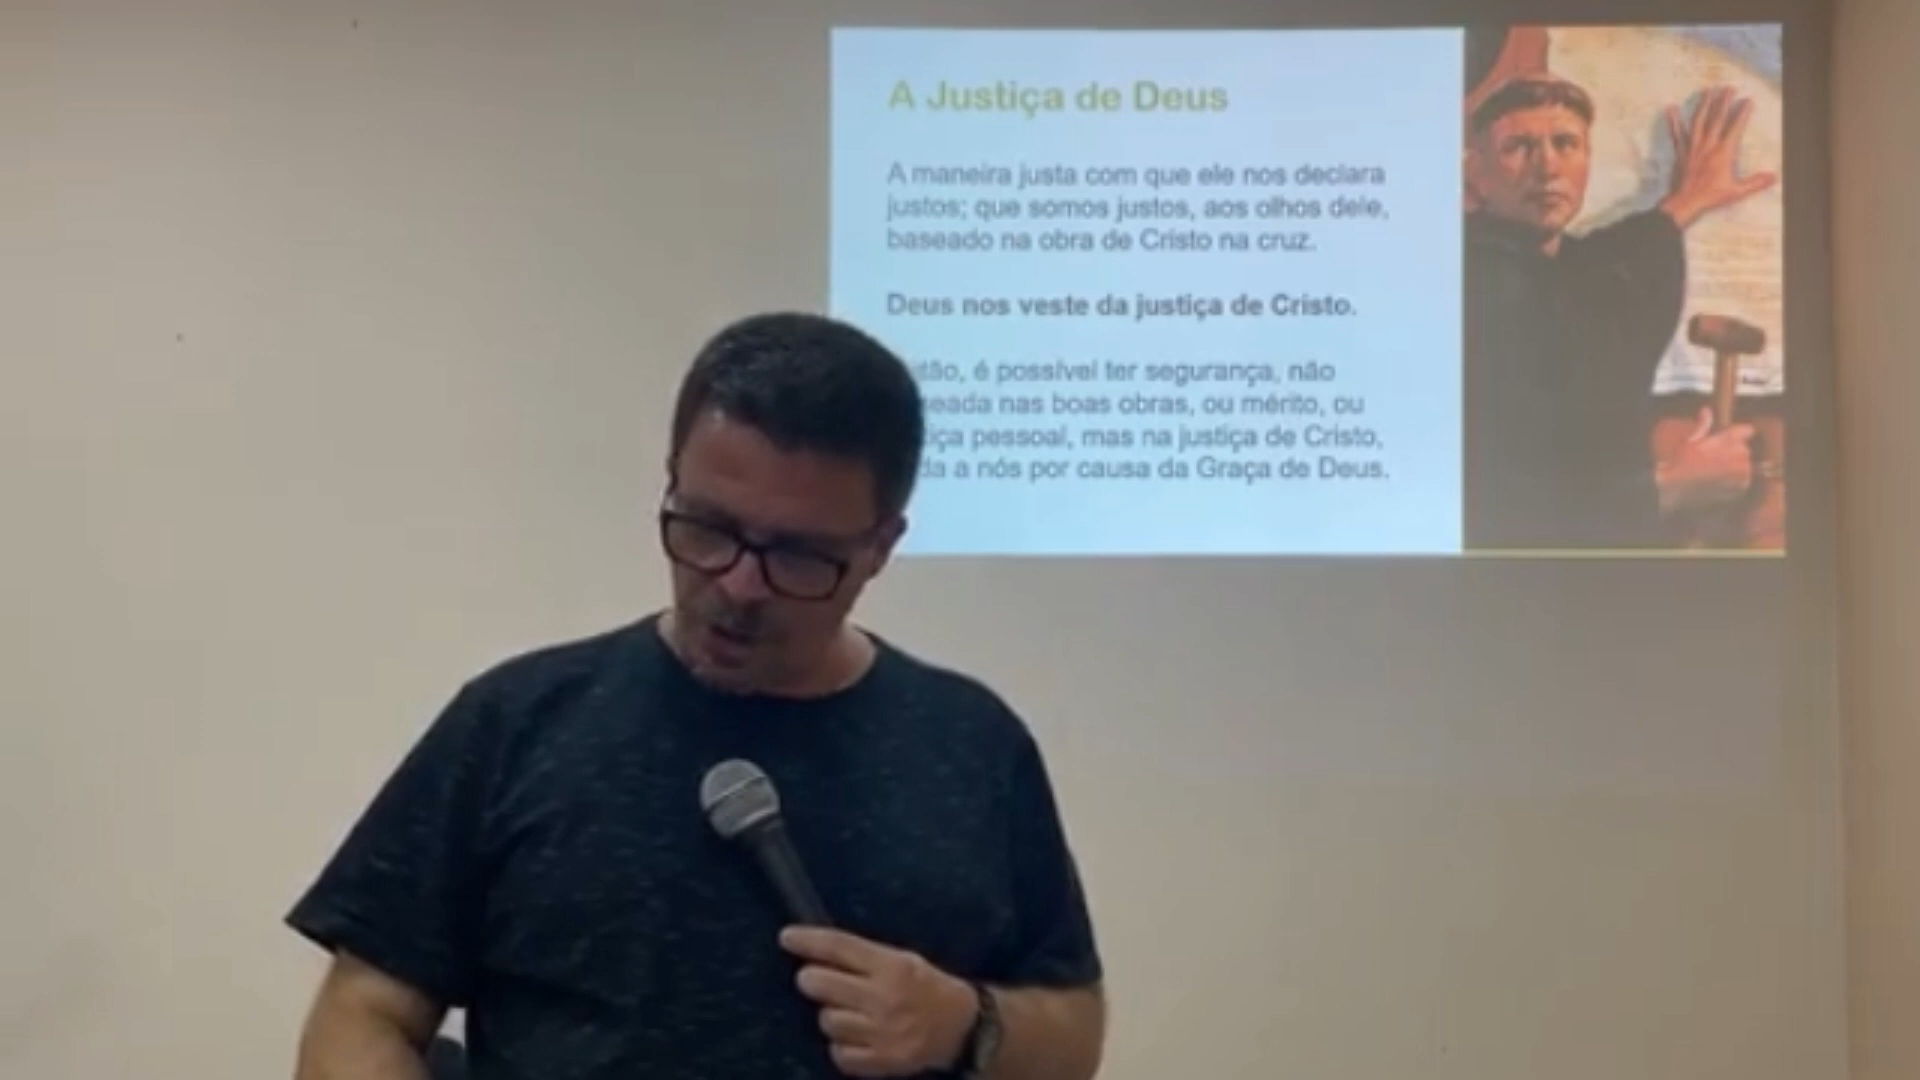 A Justiça de Deus
A maneira justa com que ele nos declara
justos; que somos justos, aos olhos dele,
baseado na obra de Cristo na cruz.
Deus nos veste da justiça de Cristo.
é possível ter segurança, não
nas boas obras, ou mérito, ou
pessoal, mas na justiça de Cristo,
a nós por causa da Graça de Deus.